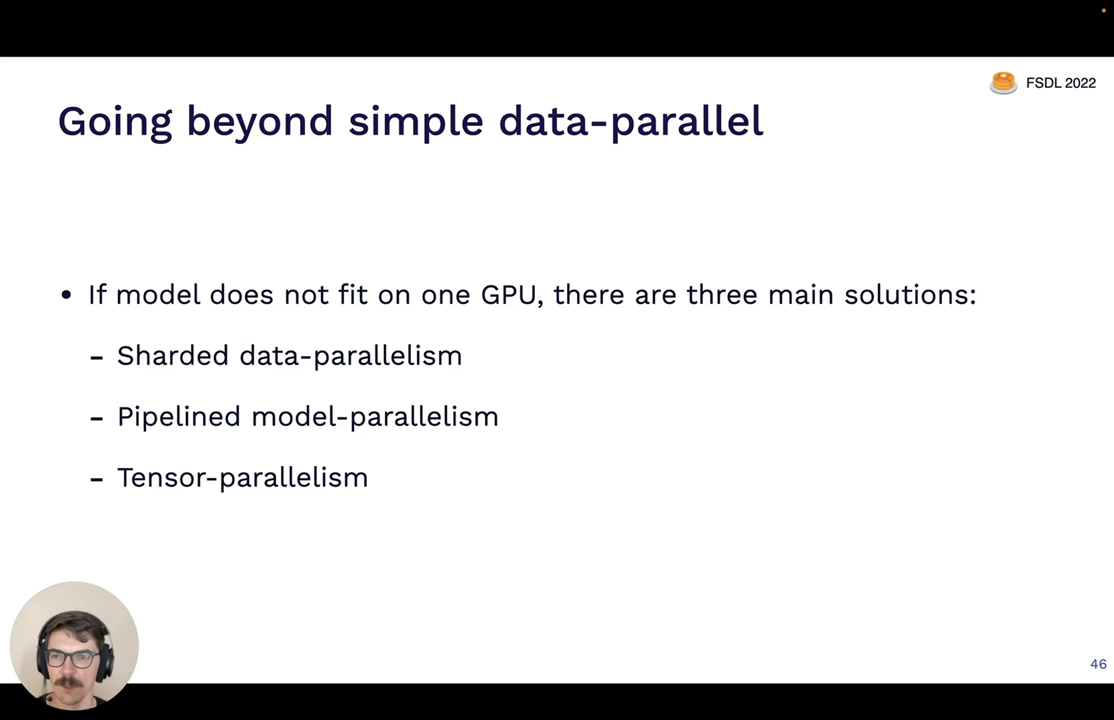 FSDL 2022
Going beyond simple data-parallel
• If model does not fit on one GPU, there are three main solutions:
– Sharded data-parallelism
– Pipelined model-parallelism
– Tensor-parallelism
46